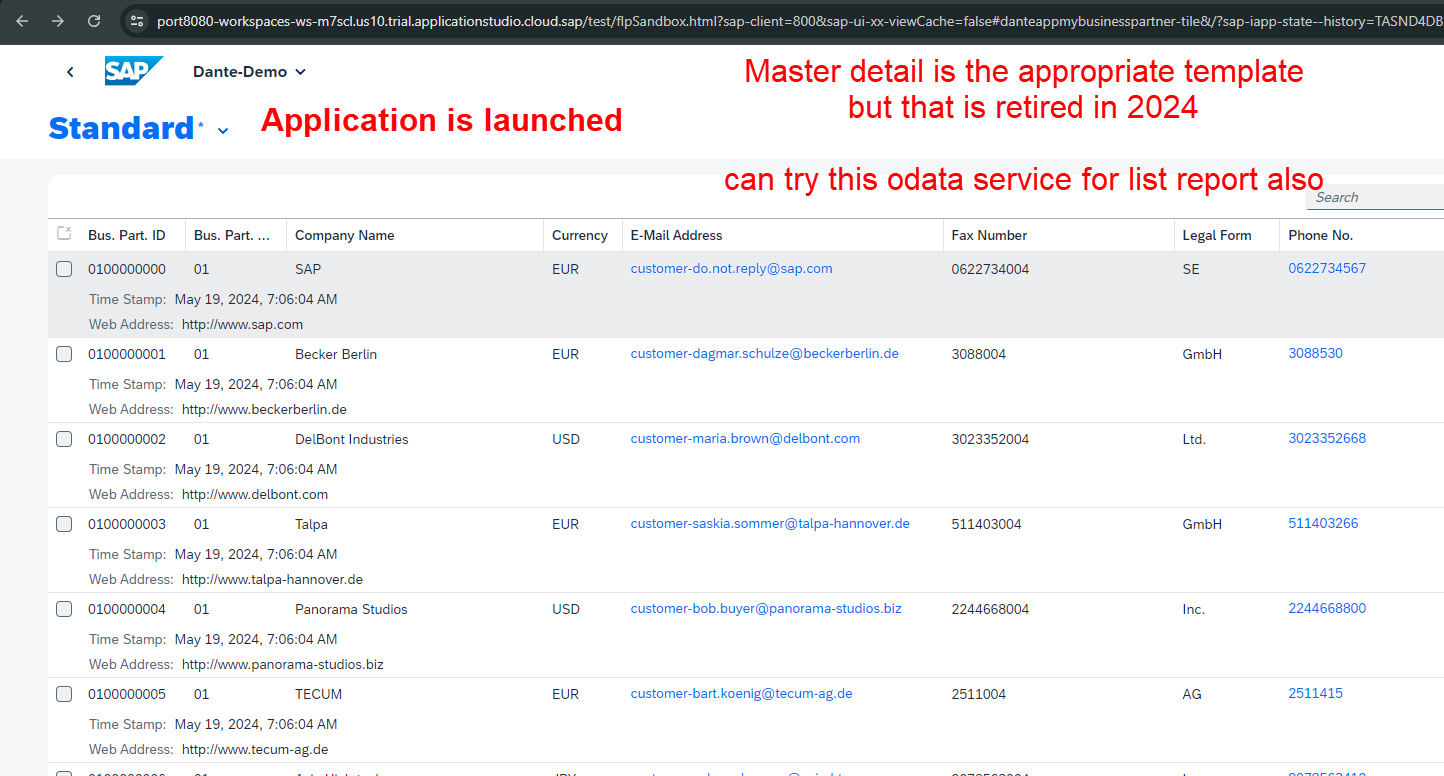 port8080-workspaces-ws-m7scl.us10.trial.applicationstudio.cloud.sap/test/flpSandbox.html?sap-client=800&sap-ui-xx-viewCache=false#danteappmybusinesspartner-tile&/?sap-iapp-state--history=TASND4DB
SAP Dante-Demo
Master detail is the appropriate template
but that is retired in 2024
Standard * Application is launched
can try this odata service for list report also
Search
Bus. Part. ID Bus. Part. ... Company Name Currency E-Mail Address Fax Number Legal Form Phone No.
0100000000 01 SAP EUR customer-do.not.reply@sap.com 0622734004 SE 0622734567
Time Stamp: May 19, 2024, 7:06:04 AM
Web Address: http://www.sap.com
0100000001 01 Becker Berlin EUR customer-dagmar.schulze@beckerberlin.de 3088004 GmbH 3088530
Time Stamp: May 19, 2024, 7:06:04 AM
Web Address: http://www.beckerberlin.de
0100000002 01 DelBont Industries USD customer-maria.brown@delbont.com 3023352004 Ltd. 3023352668
Time Stamp: May 19, 2024, 7:06:04 AM
Web Address: http://www.delbont.com
0100000003 01 Talpa EUR customer-saskia.sommer@talpa-hannover.de 511403004 GmbH 511403266
Time Stamp: May 19, 2024, 7:06:04 AM
Web Address: http://www.talpa-hannover.de
0100000004 01 Panorama Studios USD customer-bob.buyer@panorama-studios.biz 2244668004 Inc. 2244668800
Time Stamp: May 19, 2024, 7:06:04 AM
Web Address: http://www.panorama-studios.biz
0100000005 01 TECUM EUR customer-bart.koenig@tecum-ag.de 2511004 AG 2511415
Time Stamp: May 19, 2024, 7:06:04 AM
Web Address: http://www.tecum-ag.de